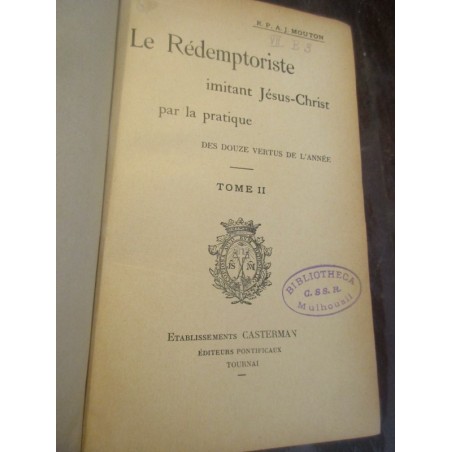 R. P. A. J. MOUTON
Le Rédemptoriste
imitant Jésus-Christ
par la pratique
DES DOUZE VERTUS DE L'ANNÉE
TOME II
BIBLIOTHECA
C. SS. R.
Mulhousii
ETABLISSEMENTS CASTERMAN
ÉDITEURS PONTIFICAUX
TOURNAI